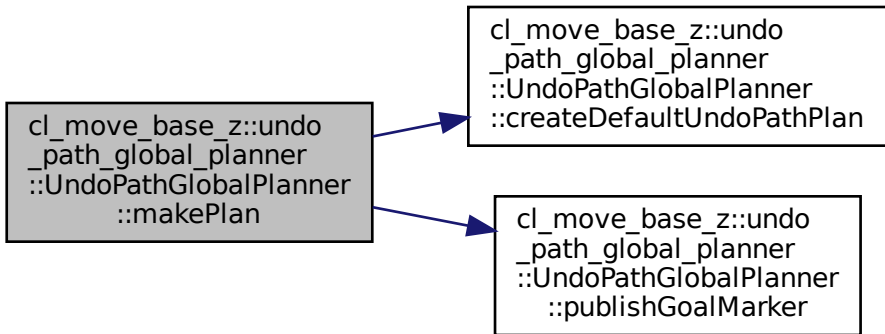 cl_move_base_z::undo
_path_global_planner
::UndoPathGlobalPlanner
::makePlan
cl_move_base_z::undo
_path_global_planner
::UndoPathGlobalPlanner
::createDefaultUndoPathPlan
cl_move_base_z::undo
_path_global_planner
::UndoPathGlobalPlanner
::publishGoalMarker